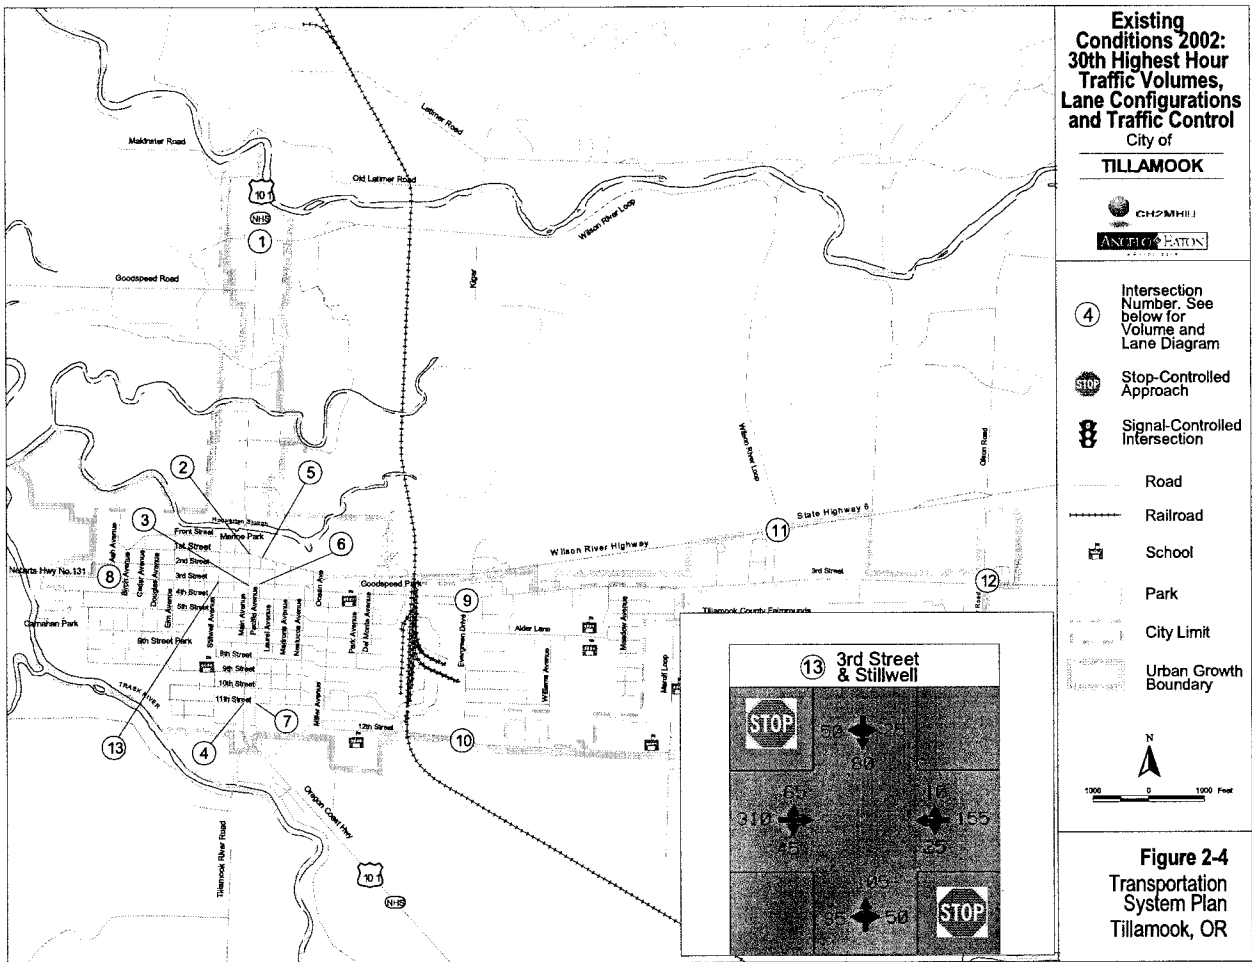 Existing
Conditions 2002:
30th Highest Hour
Traffic Volumes,
Lane Configurations
and Traffic Control
City of
TILLAMOOK
CH2MHILL
ANGELO EATON
4
Intersection
Number. See
below for
Volume and
Lane Diagram
STOP
Stop-Controlled
Approach
Signal-Controlled
Intersection
Road
Railroad
School
Park
City Limit
Urban Growth
Boundary
N
1000 0 1000 Feet
Figure 2-4
Transportation
System Plan
Tillamook, OR
Latimer Road
Makinster Road
Old Latimer Road
101
NHS
1
Wilson River Loop
Goodspeed Road
Kilger
2
5
3
6
Wilson River Loop
Olson Road
State Highway 6
11
Wilson River Highway
Front Street
Marine Park
1st Street
2nd Street
3rd Street
4th Street
5th Street
Netarts Hwy No.131
8
Ash Avenue
Birch Avenue
Cedar Avenue
Douglas Avenue
Elm Avenue
Stillwell Avenue
Main Avenue
Pacific Avenue
Laurel Avenue
Madrona Avenue
Nestucca Avenue
Ocean Ave
Park Avenue
Del Monte Avenue
Miller Avenue
Goodspeed Park
9
Evergreen Drive
Alder Lane
Williams Avenue
Meadow Avenue
Marolf Loop
3rd Street
12
Road
Tillamook County Fairgrounds
Carnahan Park
9th Street Park
8th Street
9th Street
10th Street
11th Street
12th Street
TRASK RIVER
13
4
7
10
Oregon Coast Hwy
Tillamook River Road
101
NHS
13 3rd Street
& Stillwell
STOP
50
80
65
310
45
10
155
35
105
50
STOP